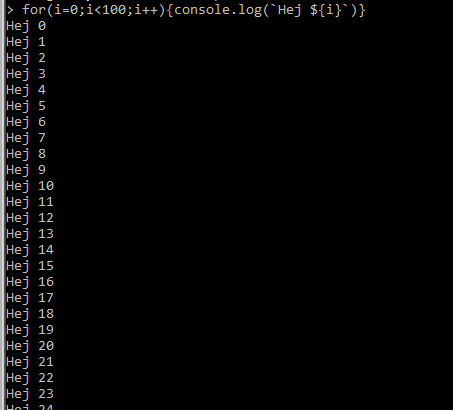 > for(i=0;i<100;i++){console.log(`Hej ${i}`)}
Hej 0
Hej 1
Hej 2
Hej 3
Hej 4
Hej 5
Hej 6
Hej 7
Hej 8
Hej 9
Hej 10
Hej 11
Hej 12
Hej 13
Hej 14
Hej 15
Hej 16
Hej 17
Hej 18
Hej 19
Hej 20
Hej 21
Hej 22
Hej 23
Hej 24